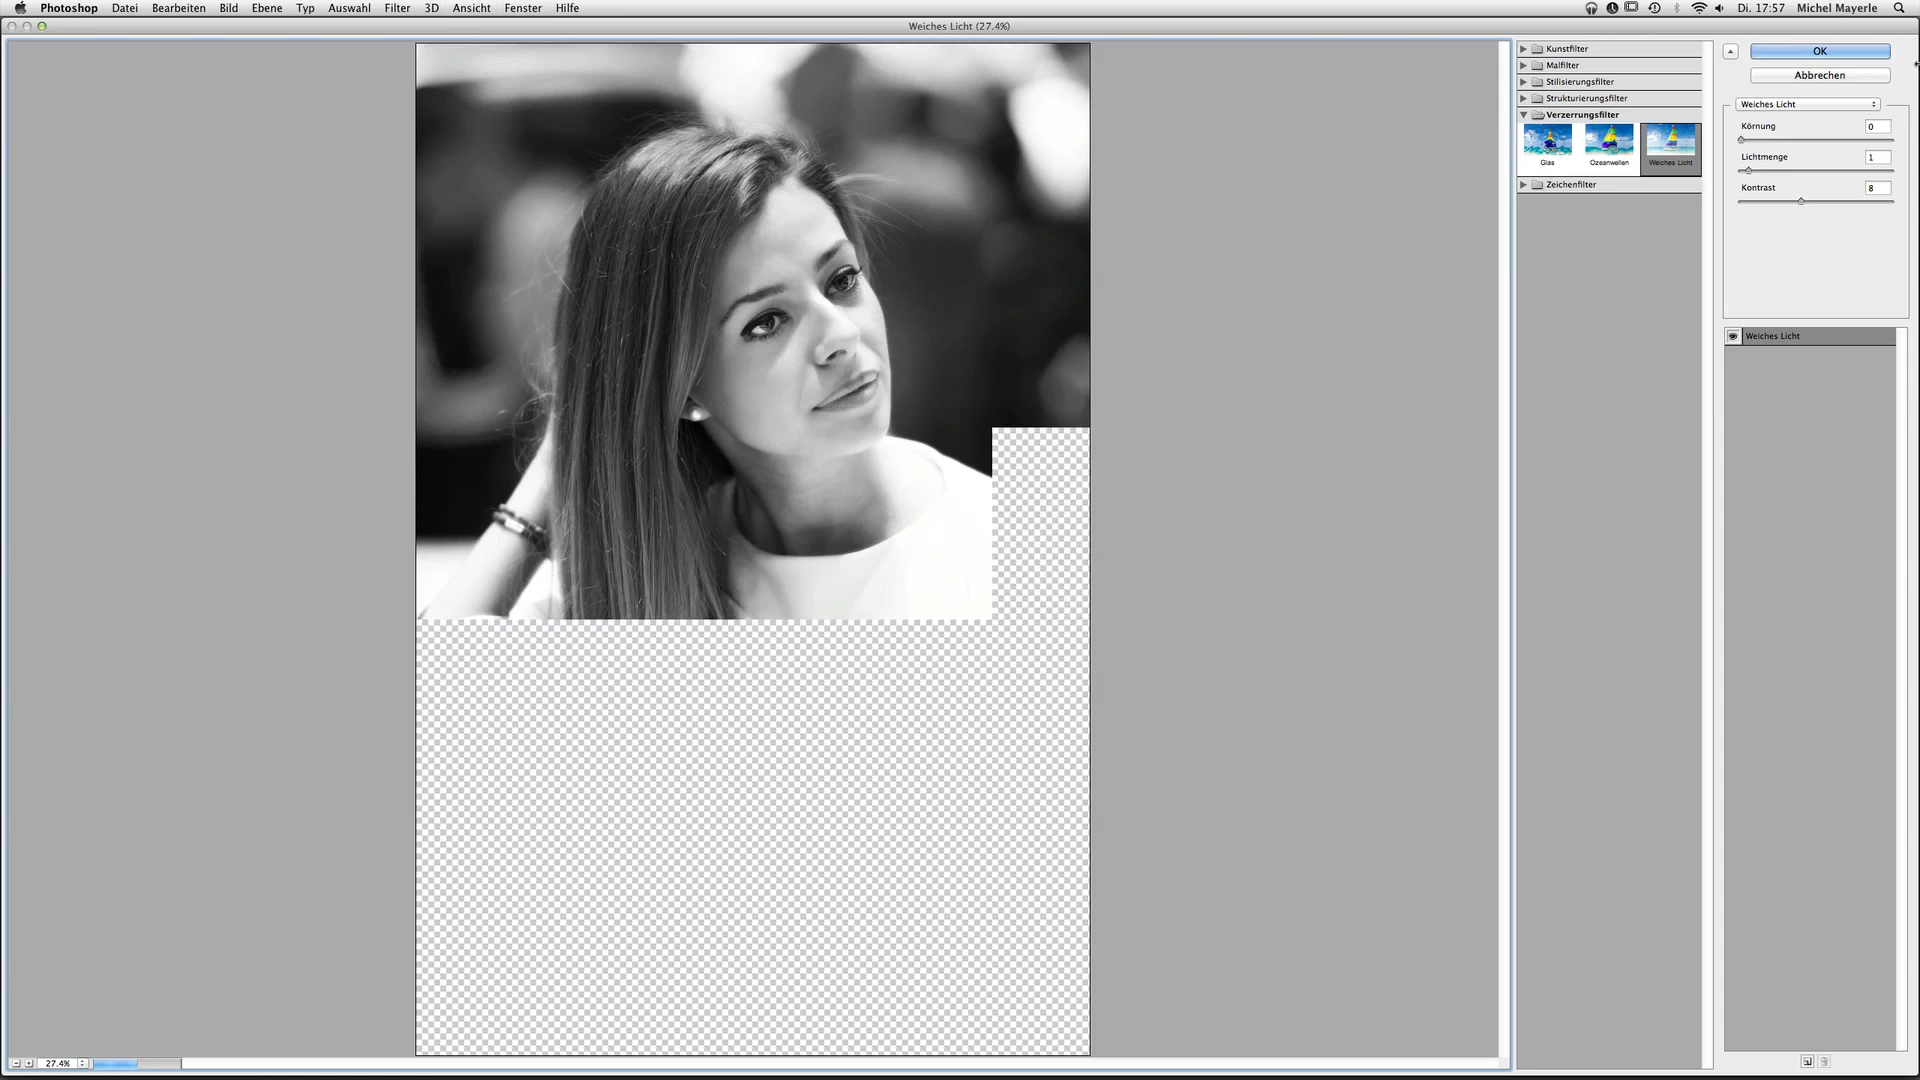 Photoshop Datei Bearbeiten Bild Ebene Typ Auswahl Filter 3D Ansicht Fenster Hilfe Di. 17:57 Michel Mayerle
Weiches Licht (27.4%)
Kunstfilter
Malfilter
Stilisierungsfilter
Strukturierungsfilter
Verzerrungsfilter
Glas Ozeanwellen Weiches Licht
Zeichenfilter
OK
Abbrechen
Weiches Licht
Körnung 0
Lichtmenge 1
Kontrast 8
Weiches Licht
27.4%